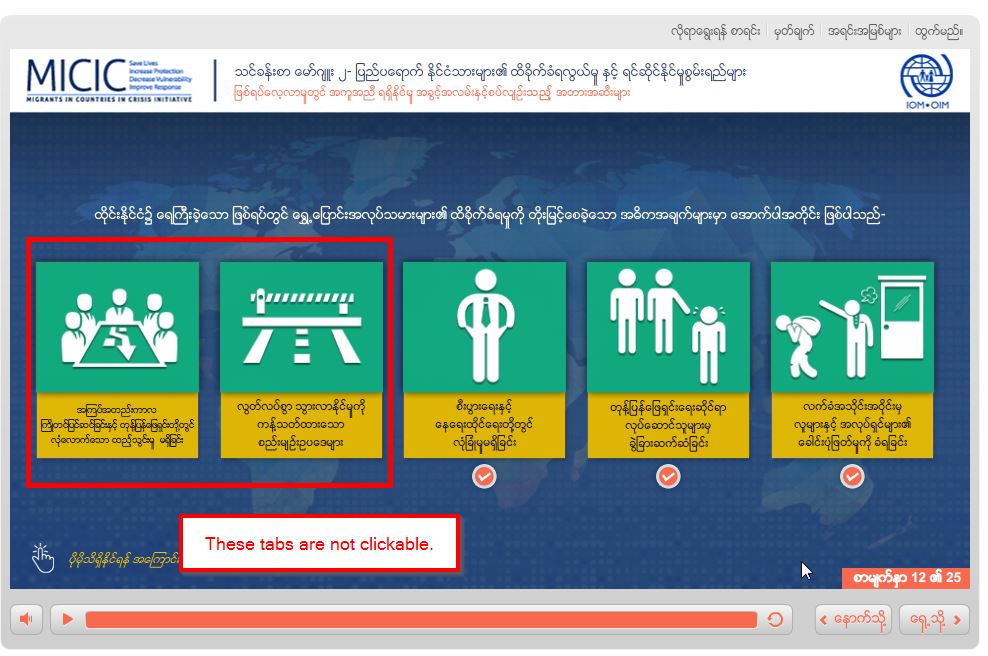 လိုရာရွေးရန် စာရင်း
မှတ်ချက်
အရင်းအမြစ်များ
ထွက်မည်။
MICIC
Save Lives
Increase Protection
Decrease Vulnerability
Improve Response
MIGRANTS IN COUNTRIES IN CRISIS INITIATIVE
သင်ခန်းစာ မော်ဂျူး ၂- ပြည်ပရောက် နိုင်ငံသားများ၏ ထိခိုက်ခံရလွယ်မှု နှင့် ရင်ဆိုင်နိုင်မှုစွမ်းရည်များ
ဖြစ်ရပ်လေ့လာမှုတွင် အကူအညီ ရရှိနိုင်မှု အခွင့်အလမ်းနှင့်စပ်လျဉ်းသည့် အတားအဆီးများ
IOM•OIM
ထိုင်းနိုင်ငံ၌ ရေကြီးခဲ့သော ဖြစ်ရပ်တွင် ရွှေ့ပြောင်းအလုပ်သမားများ၏ ထိခိုက်ခံရမှုကို တိုးမြင့်စေခဲ့သော အဓိကအချက်များမှာ အောက်ပါအတိုင်း ဖြစ်ပါသည်-
အကြပ်အတည်းကာလ
ကြိုတင်ပြင်ဆင်ခြင်းနှင့် တုန့်ပြန်ဖြေရှင်းတို့တွင်
လုံလောက်သော ထည့်သွင်းမှု မရှိခြင်း
လွတ်လပ်စွာ သွားလာနိုင်မှုကို
ကန့်သတ်ထားသော
စည်းမျဉ်းဥပဒေများ
စီးပွားရေးနှင့်
နေရေးထိုင်ရေးတို့တွင်
လုံခြုံမှုမရှိခြင်း
တုန့်ပြန်ဖြေရှင်းရေးဆိုင်ရာ
လုပ်ဆောင်သူများမှ
ခွဲခြားဆက်ဆံခြင်း
လက်ခံအသိုင်းအဝိုင်းမှ
လူများနှင့် အလုပ်ရှင်များ၏
ခေါင်းပုံဖြတ်မှုကို ခံရခြင်း
These tabs are not clickable.
ပိုမိုသိရှိနိုင်ရန်
စာမျက်နှာ 12 ၏ 25
နောက်သို့
ရှေ့သို့